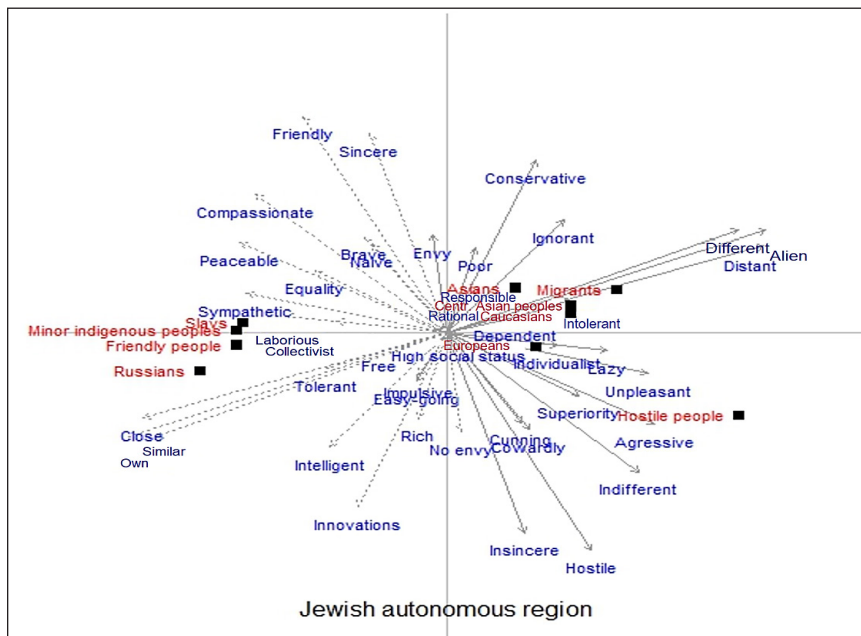 Friendly
Sincere
Conservative
Compassionate
Ignorant
Different
Alien
Brave
Envy
Peaceable
Naive
Poor
Distant
Equality
Asians
Migrants
Responsible
Sympathetic
Centr. Asian peoples
Slavs
Rational
Caucasians
Intolerant
Minor indigenous peoples
Laborious
Dependent
Friendly people
Collectivist
Europeans
High social status
Free
Individualist
Russians
Lazy
Tolerant
Impulsive
Unpleasant
Easy-going
Superiority
Hostile people
Close
Rich
Cunning
Agressive
Similar
No envy
Cowardly
Own
Intelligent
Indifferent
Innovations
Insincere
Hostile
Jewish autonomous region